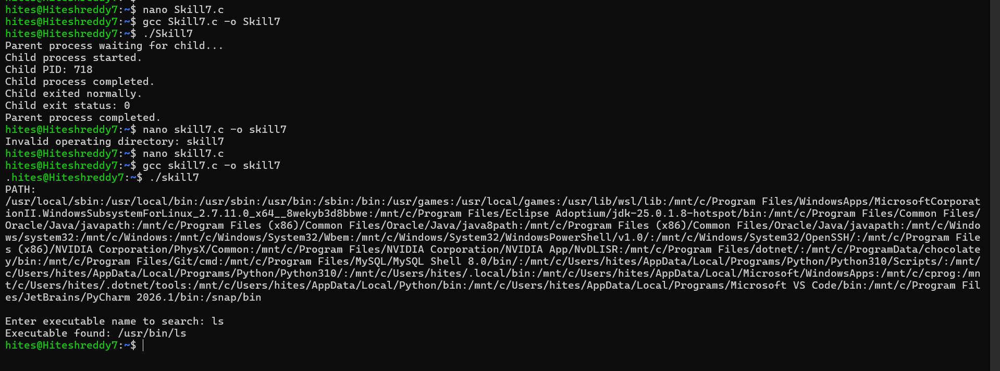 hites@Hiteshreddy7:~$ nano Skill7.c
hites@Hiteshreddy7:~$ gcc Skill7.c -o Skill7
hites@Hiteshreddy7:~$ ./Skill7
Parent process waiting for child...
Child process started.
Child PID: 718
Child process completed.
Child exited normally.
Child exit status: 0
Parent process completed.
hites@Hiteshreddy7:~$ nano skill7.c -o skill7
Invalid operating directory: skill7
hites@Hiteshreddy7:~$ nano skill7.c
hites@Hiteshreddy7:~$ gcc skill7.c -o skill7
.hites@Hiteshreddy7:~$ ./skill7
PATH:
/usr/local/sbin:/usr/local/bin:/usr/sbin:/usr/bin:/sbin:/bin:/usr/games:/usr/local/games:/usr/lib/wsl/lib:/mnt/c/Program Files/WindowsApps/MicrosoftCorporat
ionII.WindowsSubsystemForLinux_2.7.11.0_x64__8wekyb3d8bbwe:/mnt/c/Program Files/Eclipse Adoptium/jdk-25.0.1.8-hotspot/bin:/mnt/c/Program Files/Common Files/
Oracle/Java/javapath:/mnt/c/Program Files (x86)/Common Files/Oracle/Java/java8path:/mnt/c/Program Files (x86)/Common Files/Oracle/Java/javapath:/mnt/c/Windo
ws/system32:/mnt/c/Windows:/mnt/c/Windows/System32/Wbem:/mnt/c/Windows/System32/WindowsPowerShell/v1.0/:/mnt/c/Windows/System32/OpenSSH/:/mnt/c/Program File
s (x86)/NVIDIA Corporation/PhysX/Common:/mnt/c/Program Files/NVIDIA Corporation/NVIDIA App/NvDLISR:/mnt/c/Program Files/dotnet/:/mnt/c/ProgramData/chocolate
y/bin:/mnt/c/Program Files/Git/cmd:/mnt/c/Program Files/MySQL/MySQL Shell 8.0/bin/:/mnt/c/Users/hites/AppData/Local/Programs/Python/Python310/Scripts/:/mnt/
c/Users/hites/AppData/Local/Programs/Python/Python310/:/mnt/c/Users/hites/.local/bin:/mnt/c/Users/hites/AppData/Local/Microsoft/WindowsApps:/mnt/c/cprog:/mn
t/c/Users/hites/.dotnet/tools:/mnt/c/Users/hites/AppData/Local/Python/bin:/mnt/c/Users/hites/AppData/Local/Programs/Microsoft VS Code/bin:/mnt/c/Program Fil
es/JetBrains/PyCharm 2026.1/bin:/snap/bin
Enter executable name to search: ls
Executable found: /usr/bin/ls
hites@Hiteshreddy7:~$